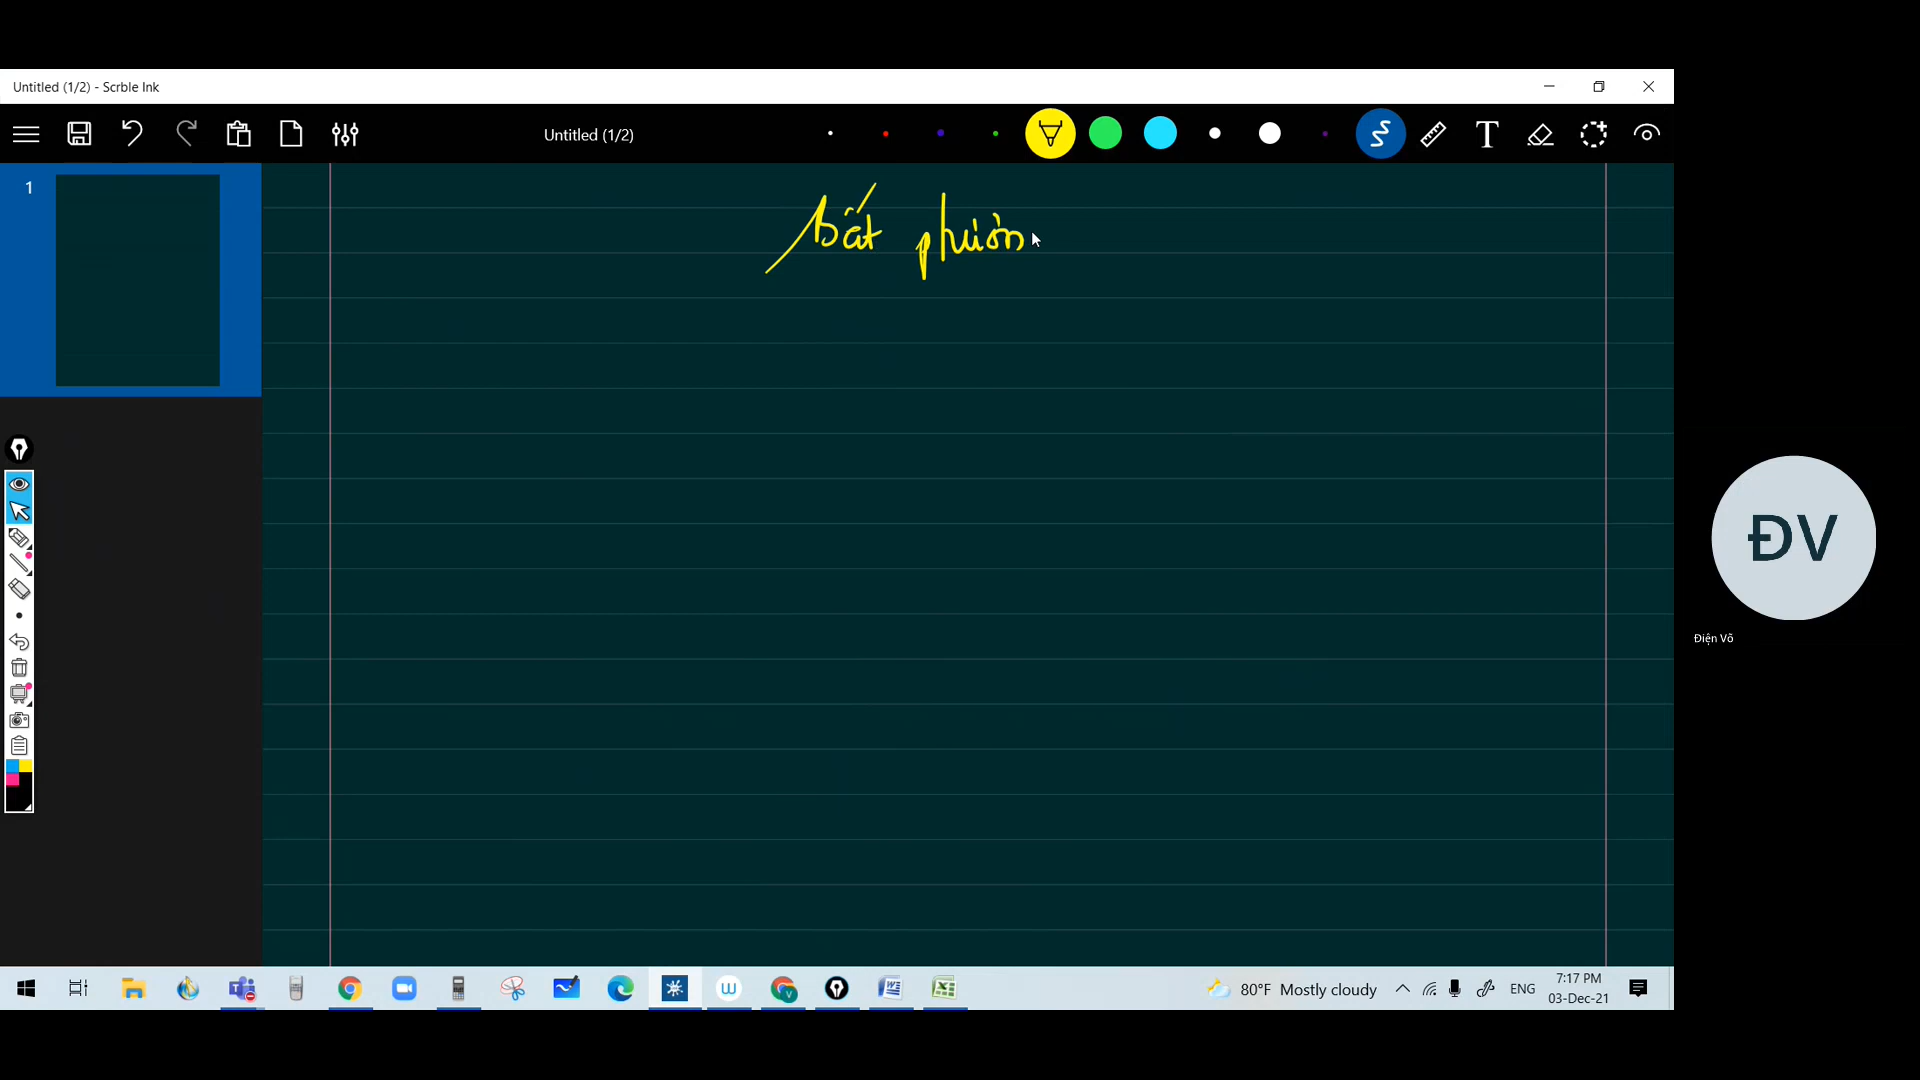 Untitled (1/2) - Scrble Ink
Untitled (1/2)
1
bất phườn
ĐV
Điện Võ
80°F Mostly cloudy
ENG
7:17 PM
03-Dec-21